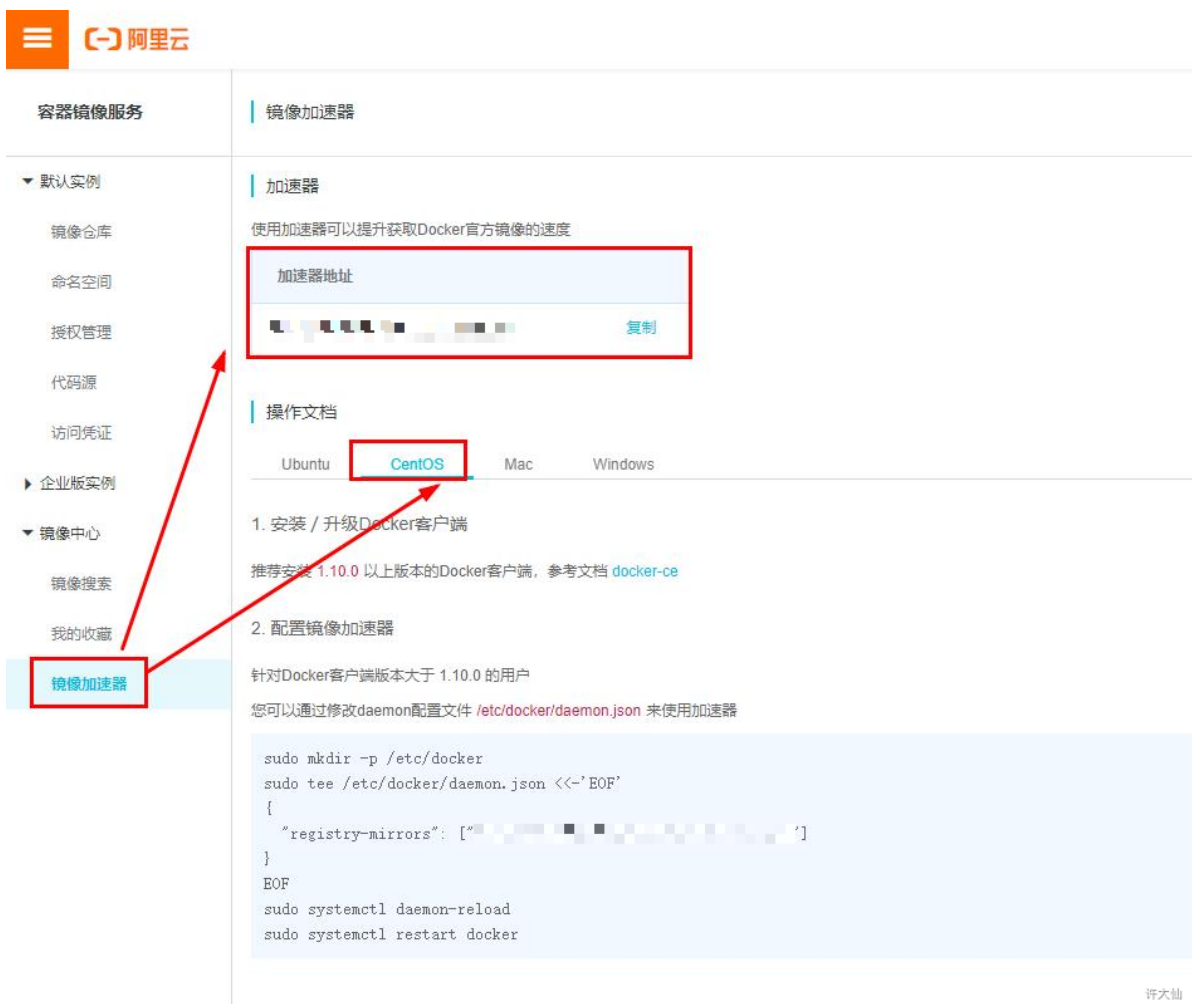 阿里云
容器镜像服务
镜像加速器
默认实例
镜像仓库
命名空间
授权管理
代码源
访问凭证
企业版实例
镜像中心
镜像搜索
我的收藏
镜像加速器
加速器
使用加速器可以提升获取Docker官方镜像的速度
加速器地址
复制
操作文档
Ubuntu CentOS Mac Windows
1. 安装 / 升级Docker客户端
推荐安装 1.10.0 以上版本的Docker客户端，参考文档 docker-ce
2. 配置镜像加速器
针对Docker客户端版本大于 1.10.0 的用户
您可以通过修改daemon配置文件 /etc/docker/daemon.json 来使用加速器
sudo mkdir -p /etc/docker
sudo tee /etc/docker/daemon.json <<-'EOF'
{
"registry-mirrors": [""]
}
EOF
sudo systemctl daemon-reload
sudo systemctl restart docker
许大仙